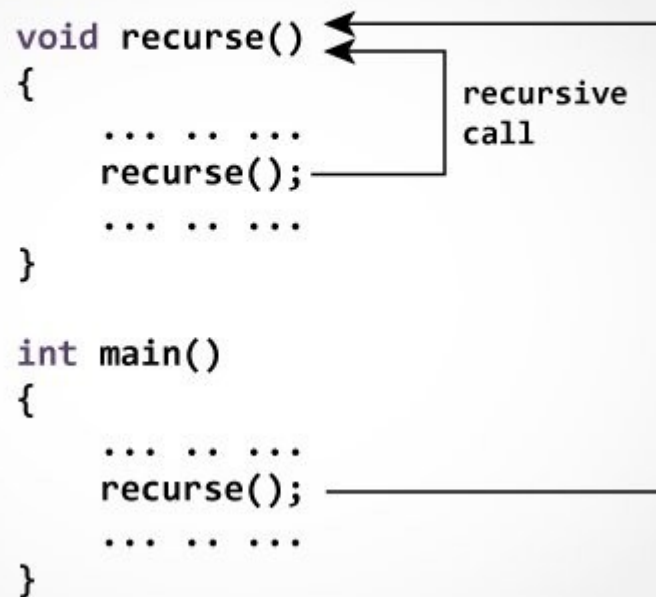 void recurse()
{
... .. ...
recurse();
... .. ...
}
recursive
call
int main()
{
... .. ...
recurse();
... .. ...
}